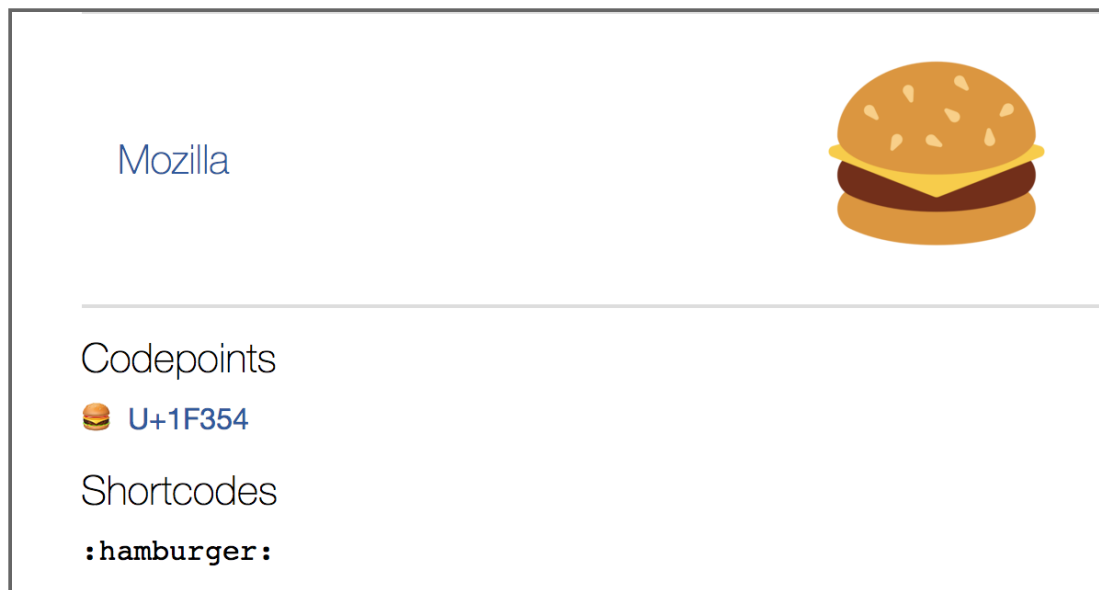 Mozilla
Codepoints
🍔 U+1F354
Shortcodes
:hamburger: